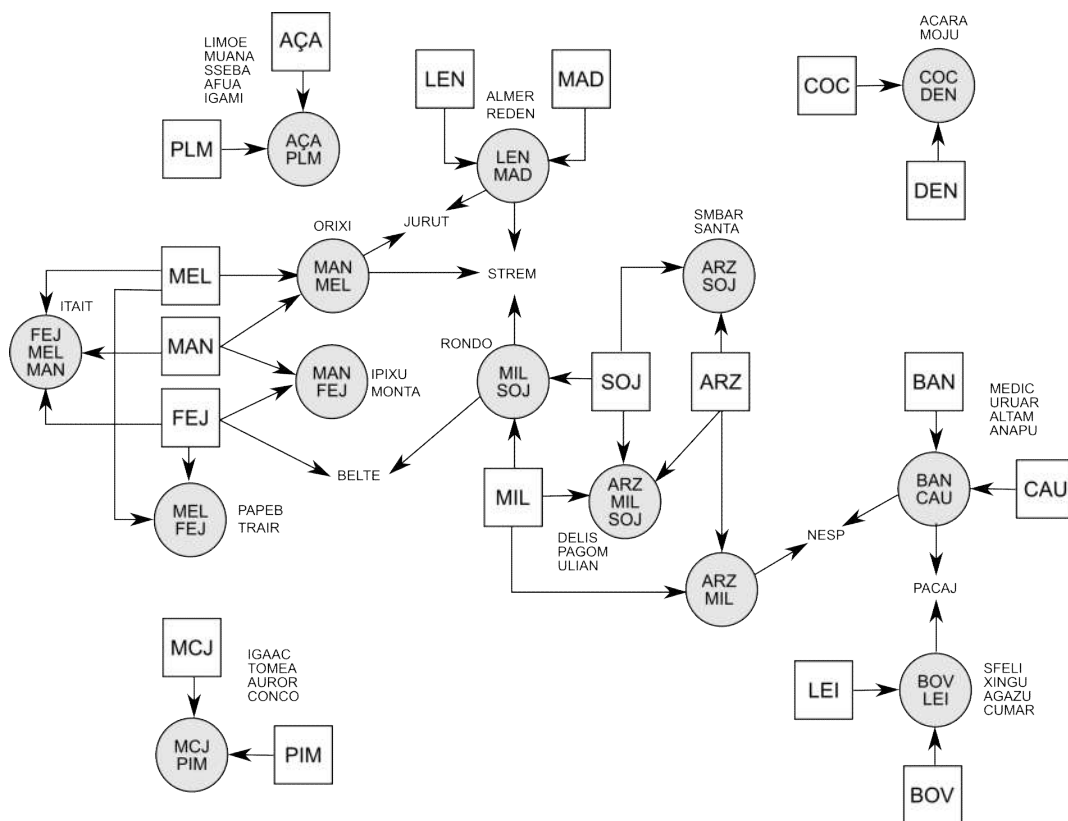 LIMOE
MUANA
SSEBA
AFUA
IGAMI
AÇA
PLM
AÇA
PLM
LEN
MAD
ALMER
REDEN
LEN
MAD
ACARA
MOJU
COC
COC
DEN
DEN
JURUT
ORIXI
MAN
MEL
STREM
SMBAR
SANTA
ARZ
SOJ
MEL
ITAIT
FEJ
MEL
MAN
MAN
FEJ
MAN
FEJ
IPIXU
MONTA
RONDO
MIL
SOJ
SOJ
ARZ
BELTE
MEL
FEJ
PAPEB
TRAIR
MIL
ARZ
MIL
SOJ
DELIS
PAGOM
ULIAN
ARZ
MIL
NESP
BAN
MEDIC
URUAR
ALTAM
ANAPU
BAN
CAU
CAU
PACAJ
MCJ
IGAAC
TOMEA
AUROR
CONCO
MCJ
PIM
PIM
LEI
BOV
LEI
SFELI
XINGU
AGAZU
CUMAR
BOV